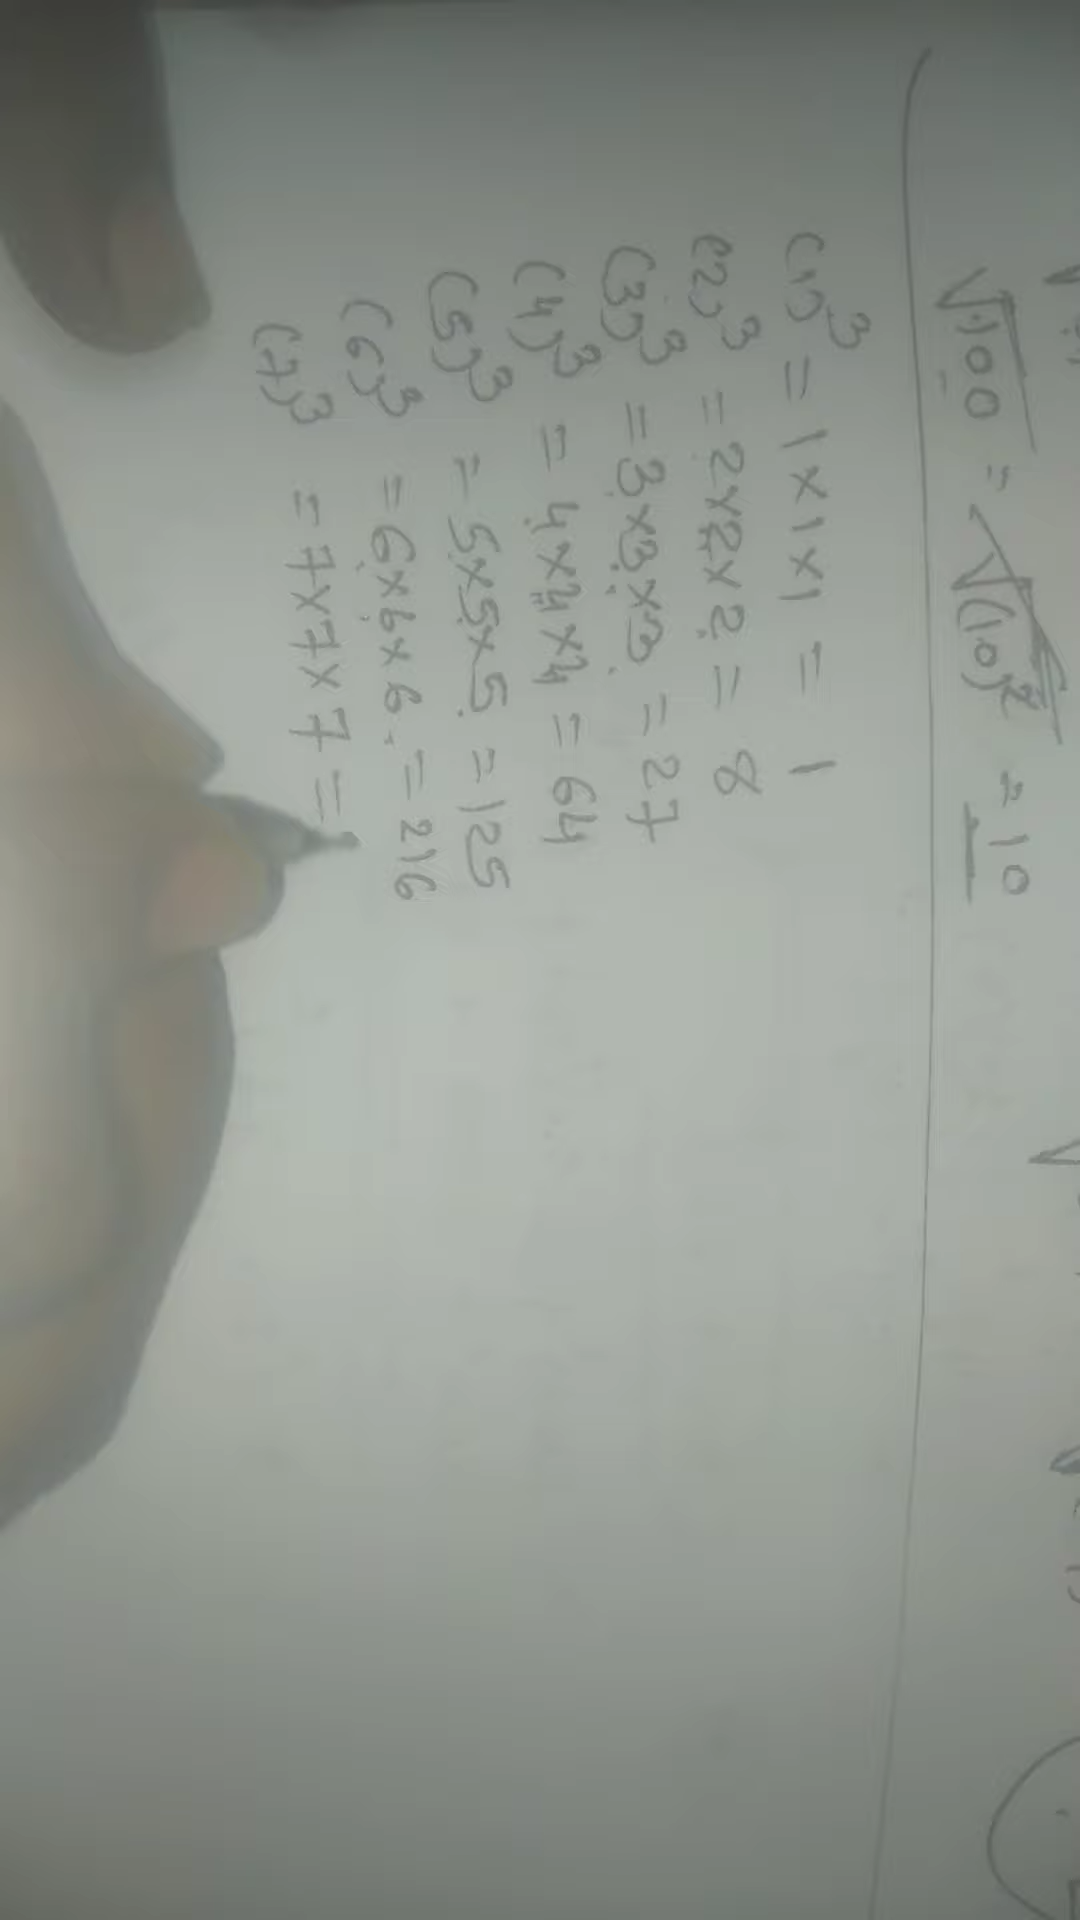 √100 = √(10)² = 10
(1)³ = 1×1×1 = 1
(2)³ = 2×2×2 = 8
(3)³ = 3×3×3 = 27
(4)³ = 4×4×4 = 64
(5)³ = 5×5×5 = 125
(6)³ = 6×6×6 = 216
(7)³ = 7×7×7 =